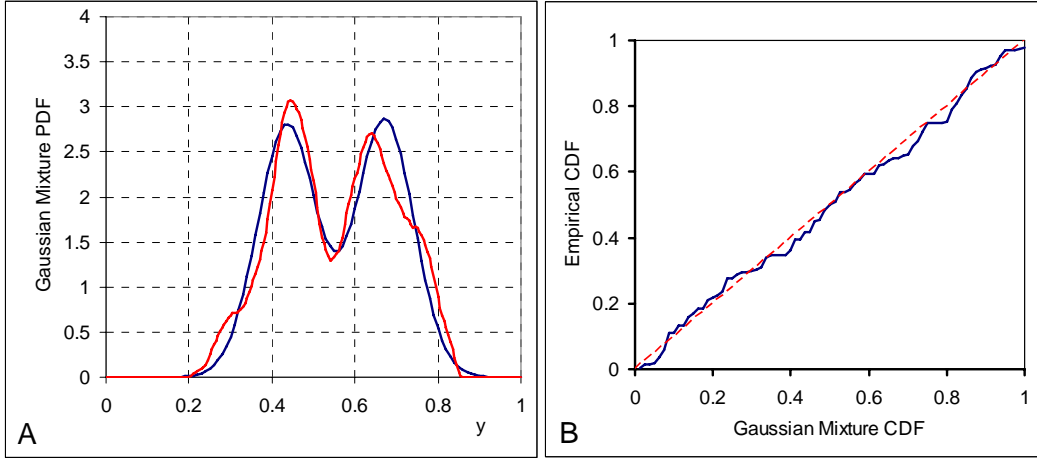 4
3.5
3
2.5
2
1.5
1
0.5
0
Gaussian Mixture PDF
0 0.2 0.4 0.6 0.8 1
y
A
1
0.8
0.6
0.4
0.2
0
Empirical CDF
0 0.2 0.4 0.6 0.8 1
Gaussian Mixture CDF
B